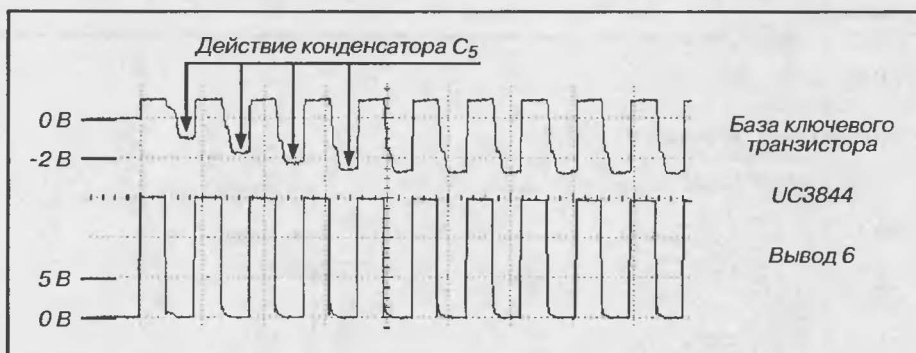 Действие конденсатора C5
0 В
-2 В
База ключевого
транзистора
UC3844
5 В
Вывод 6
0 В